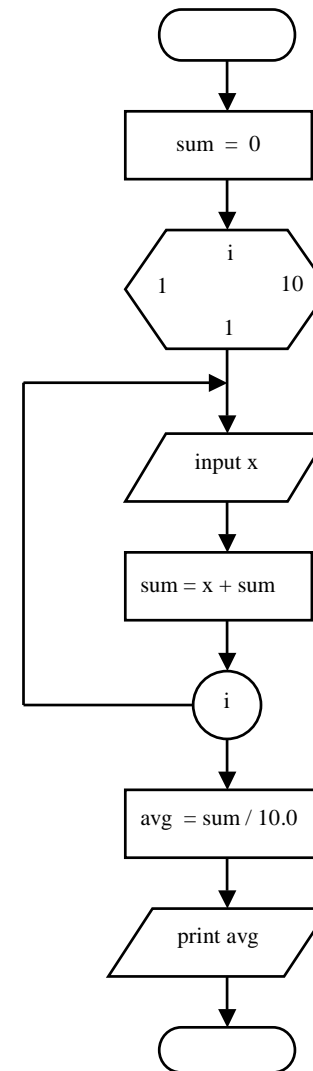 sum = 0
i
1 10
1
input x
sum = x + sum
i
avg = sum / 10.0
print avg